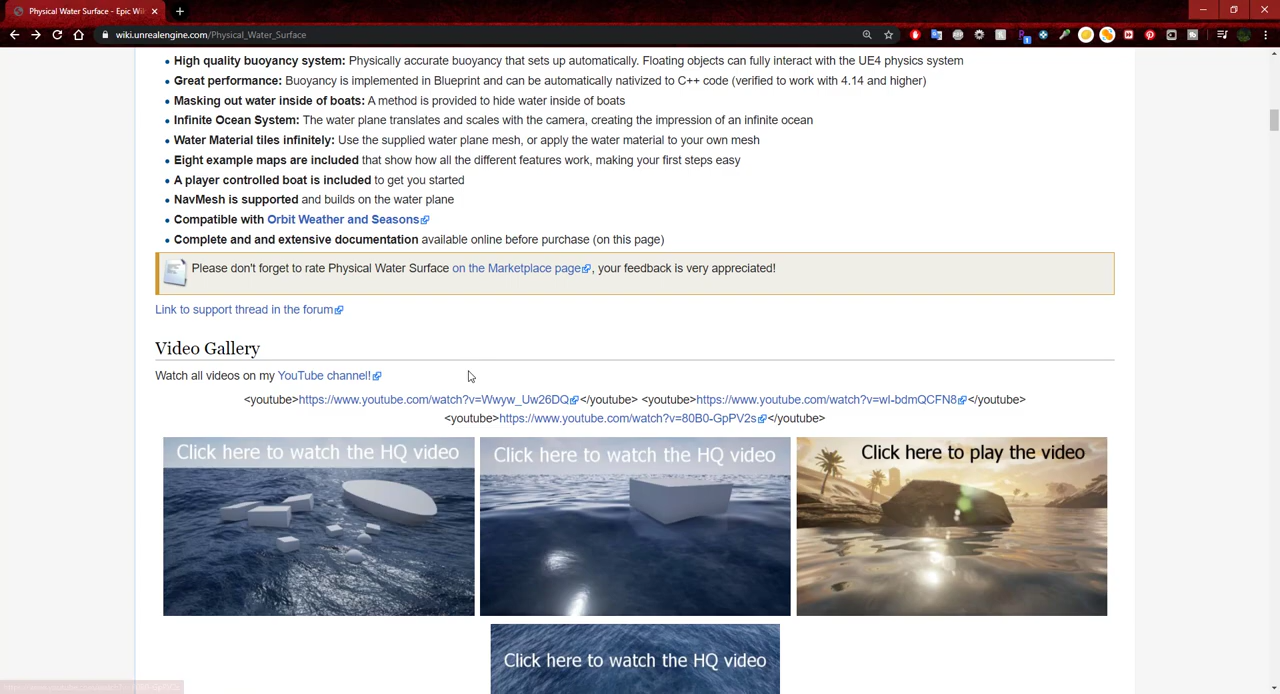 Physical Water Surface - Epic Wi
wiki.unrealengine.com/Physical_Water_Surface
High quality buoyancy system: Physically accurate buoyancy that sets up automatically. Floating objects can fully interact with the UE4 physics system
Great performance: Buoyancy is implemented in Blueprint and can be automatically nativized to C++ code (verified to work with 4.14 and higher)
Masking out water inside of boats: A method is provided to hide water inside of boats
Infinite Ocean System: The water plane translates and scales with the camera, creating the impression of an infinite ocean
Water Material tiles infinitely: Use the supplied water plane mesh, or apply the water material to your own mesh
Eight example maps are included that show how all the different features work, making your first steps easy
A player controlled boat is included to get you started
NavMesh is supported and builds on the water plane
Compatible with Orbit Weather and Seasons
Complete and and extensive documentation available online before purchase (on this page)
Please don't forget to rate Physical Water Surface on the Marketplace page, your feedback is very appreciated!
Link to support thread in the forum
Video Gallery
Watch all videos on my YouTube channel!
<youtube>https://www.youtube.com/watch?v=Wwyw_Uw26DQ</youtube> <youtube>https://www.youtube.com/watch?v=wI-bdmQCFN8</youtube>
<youtube>https://www.youtube.com/watch?v=80B0-GpPV2s</youtube>
Click here to watch the HQ video
Click here to watch the HQ video
Click here to play the video
Click here to watch the HQ video